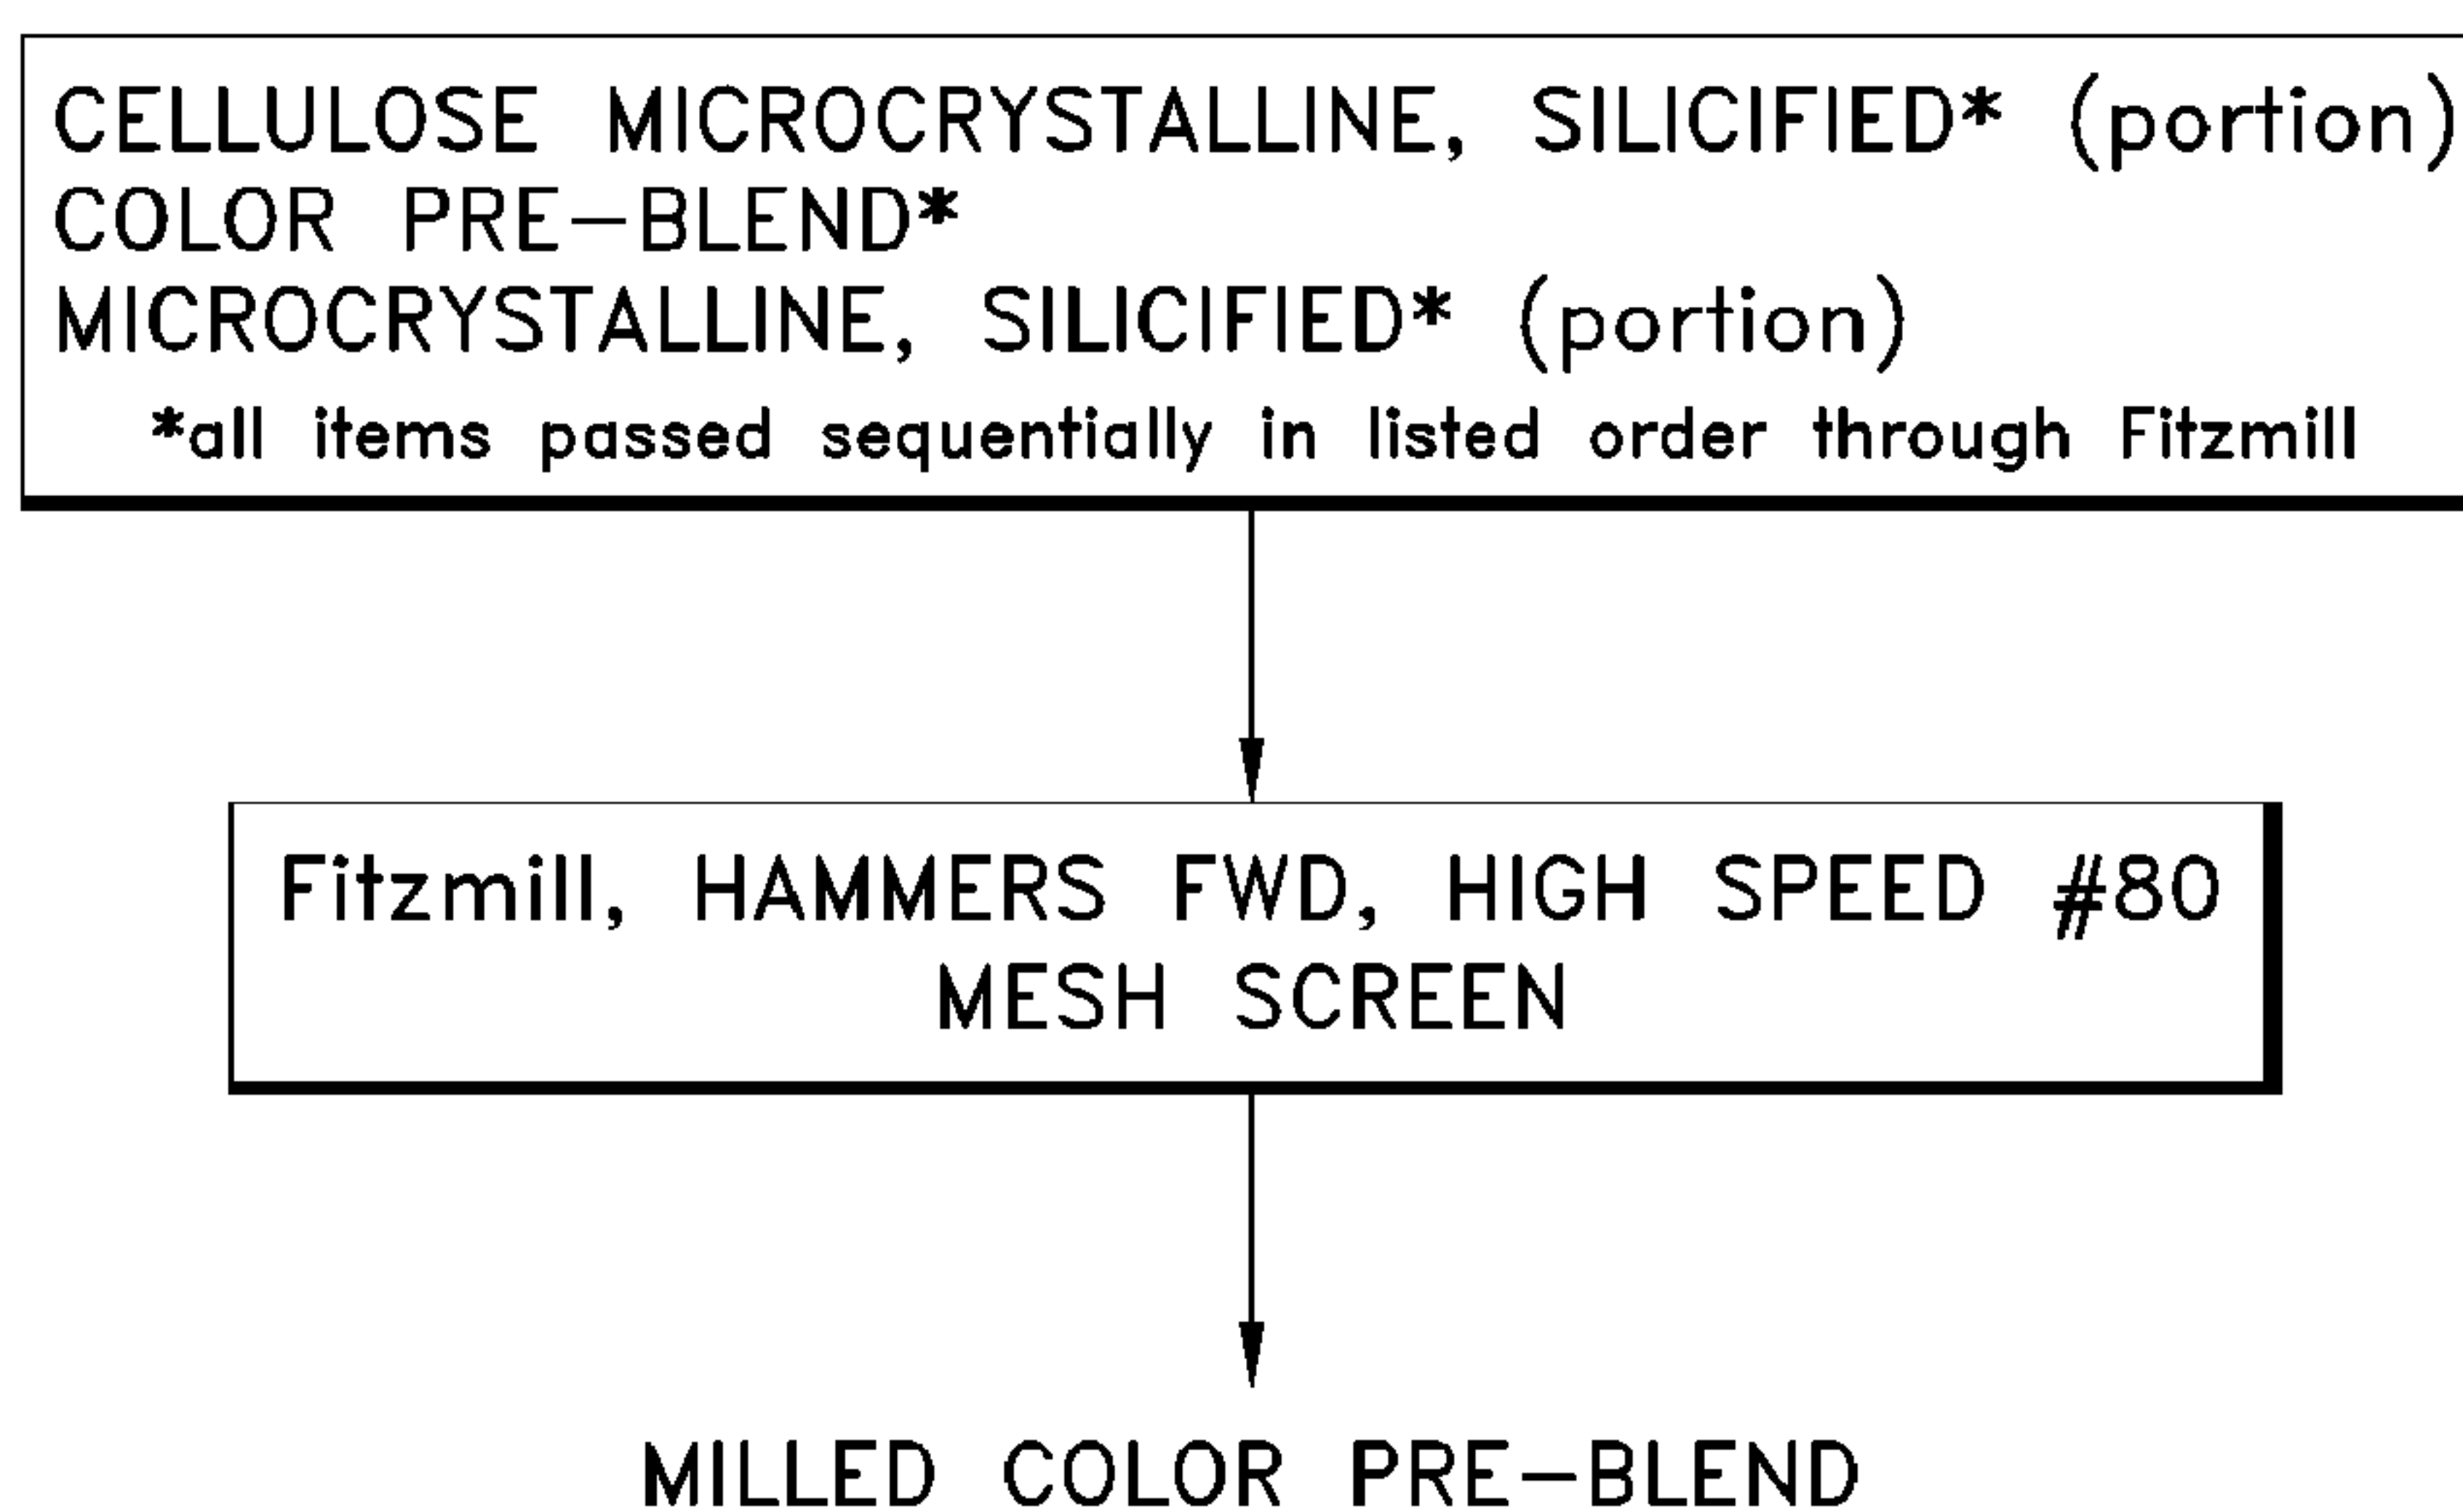 CELLULOSE MICROCRYSTALLINE, SILICIFIED* (portion)
COLOR PRE-BLEND*
MICROCRYSTALLINE, SILICIFIED* (portion)
*all items passed sequentially in listed order through Fitzmill
Fitzmill, HAMMERS FWD, HIGH SPEED #80
MESH SCREEN
MILLED COLOR PRE-BLEND